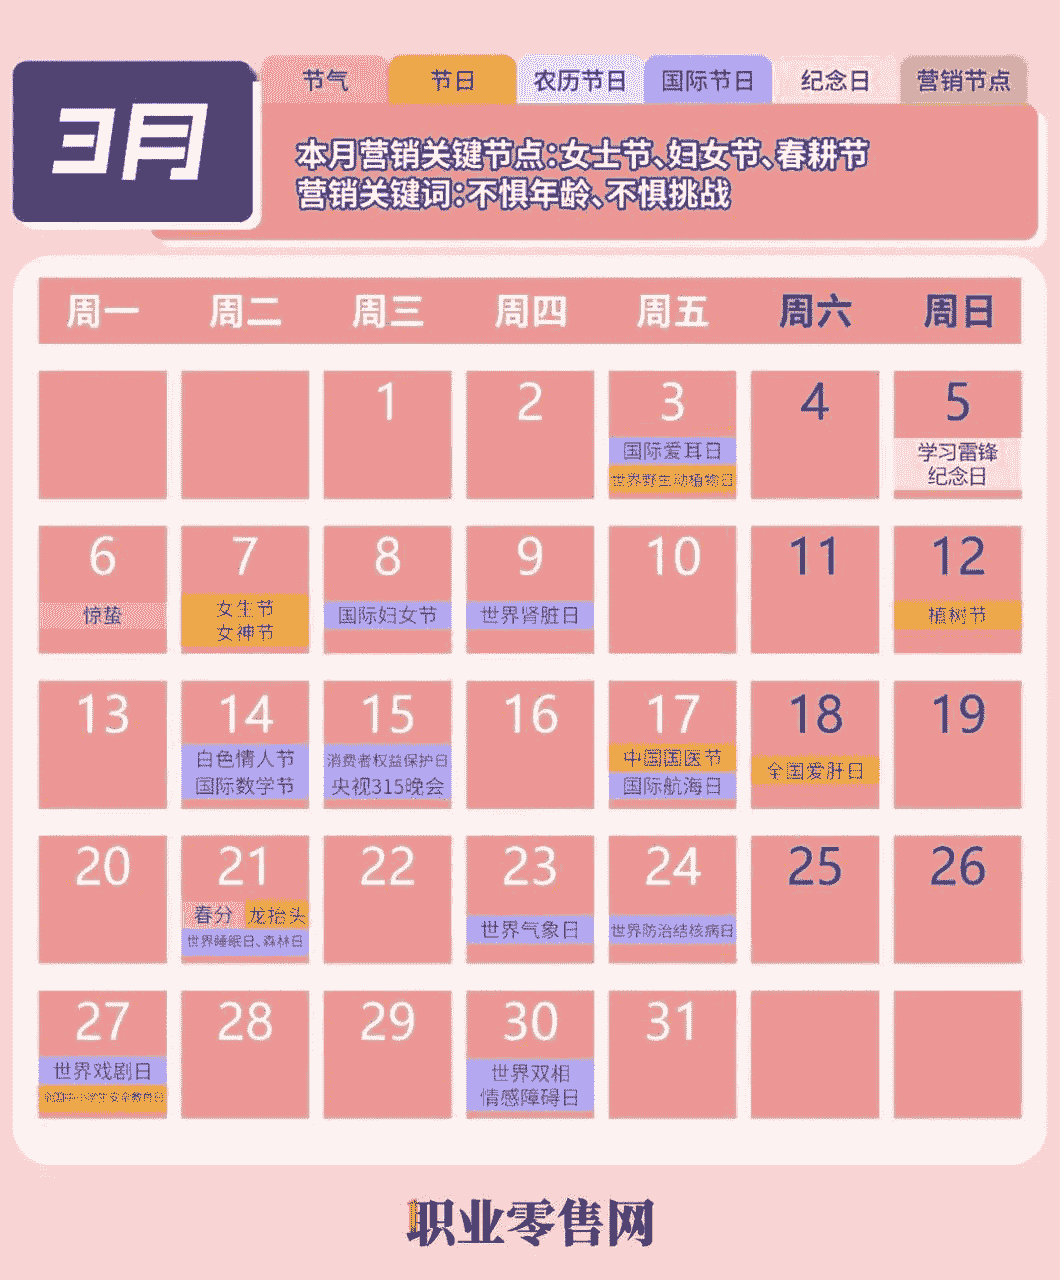 3月
节气 节日 农历节日 国际节日 纪念日 营销节点
本月营销关键节点:女士节、妇女节、春耕节
营销关键词:不惧年龄、不惧挑战
周一 周二 周三 周四 周五 周六 周日
1 2 3 4 5
国际爱耳日
世界野生动植物日
学习雷锋
纪念日
6 7 8 9 10 11 12
惊蛰
女生节
女神节
国际妇女节
世界肾脏日
植树节
13 14 15 16 17 18 19
白色情人节
国际数学节
消费者权益保护日
央视315晚会
中国国医节
国际航海日
全国爱肝日
20 21 22 23 24 25 26
春分 龙抬头
世界睡眠日、森林日
世界气象日
世界防治结核病日
27 28 29 30 31
世界戏剧日
全国中小学生安全教育日
世界双相
情感障碍日
职业零售网